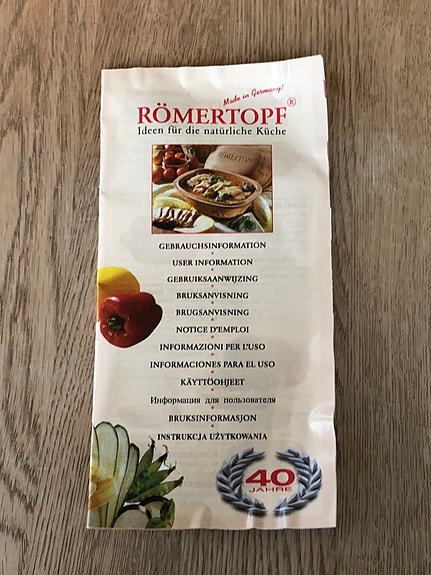 Made in Germany!
RÖMERTOPF®
Ideen für die natürliche Küche
RÖMERTOPF
GEBRAUCHSINFORMATION
USER INFORMATION
GEBRUIKSAANWIJZING
BRUKSANVISNING
BRUGSANVISNING
NOTICE D'EMPLOI
INFORMAZIONI PER L'USO
INFORMACIONES PARA EL USO
KÄYTTÖOHJEET
Информация для пользователя
BRUKSINFORMASJON
INSTRUKCJA UŻYTKOWANIA
40
JAHRE